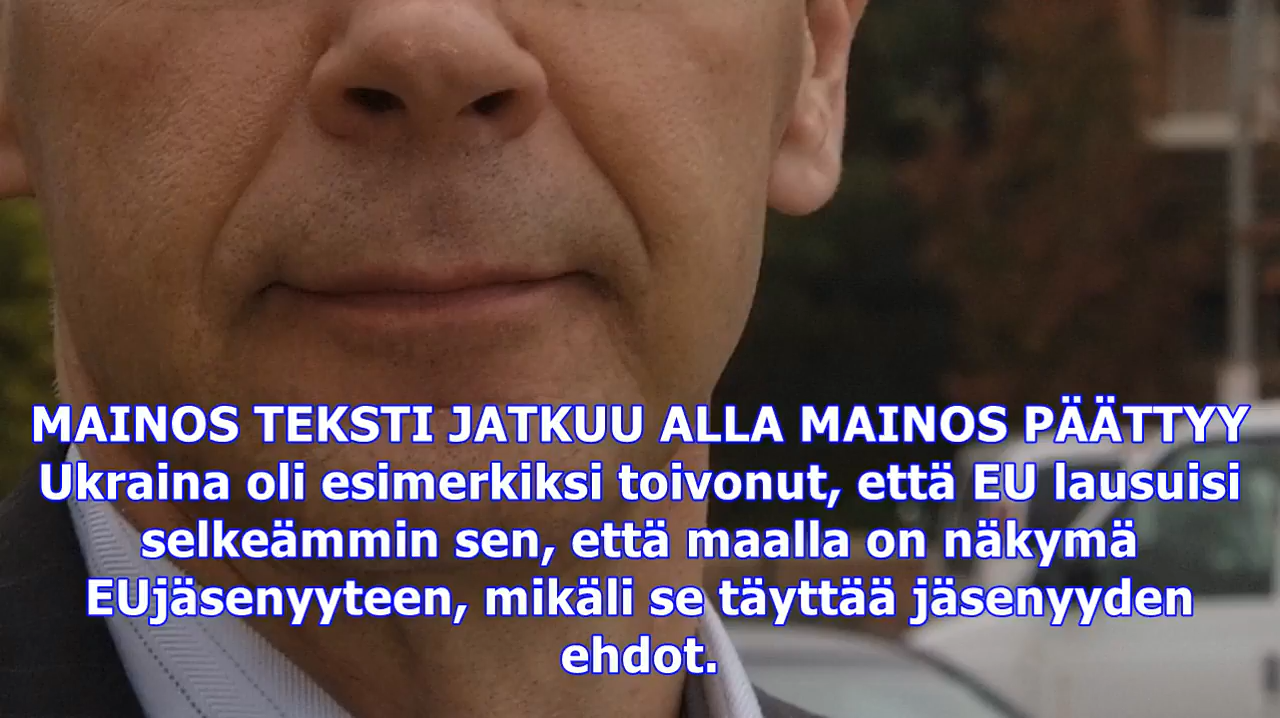 MAINOS TEKSTI JATKUU ALLA MAINOS PÄÄTTYY
Ukraina oli esimerkiksi toivonut, että EU lausuisi
selkeämmin sen, että maalla on näkymä
EUjäsenyyteen, mikäli se täyttää jäsenyyden
ehdot.